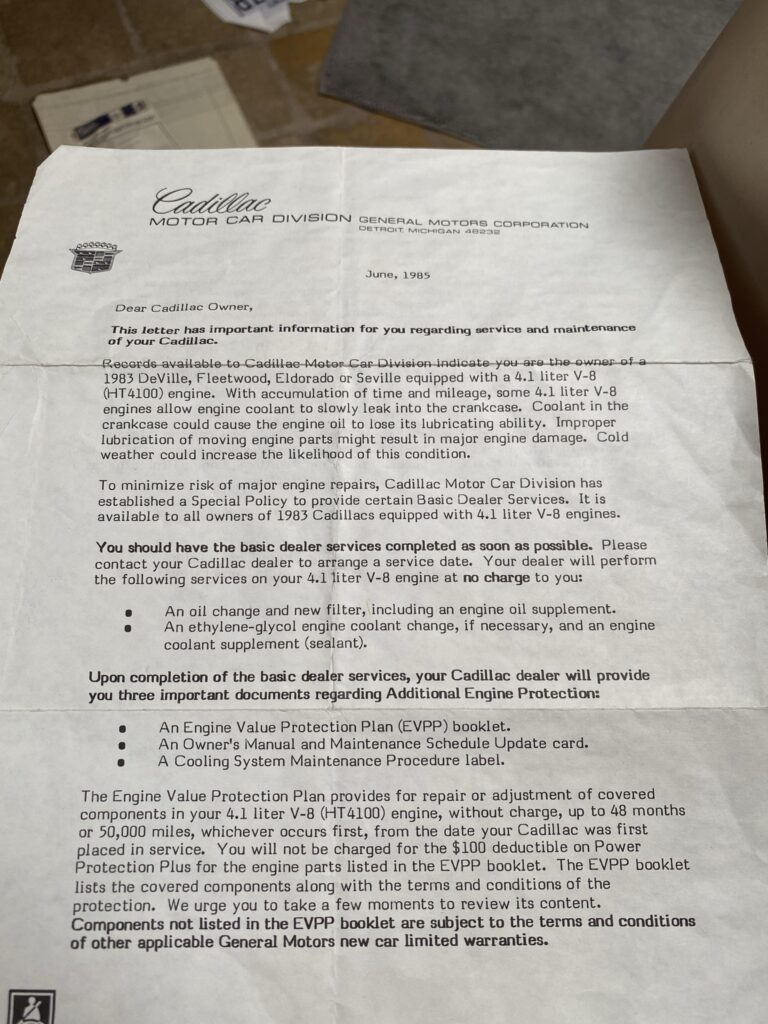 Cadillac
MOTOR CAR DIVISION GENERAL MOTORS CORPORATION
DETROIT, MICHIGAN 48232
June, 1985
Dear Cadillac Owner,
This letter has important information for you regarding service and maintenance
of your Cadillac.
Records available to Cadillac Motor Car Division indicate you are the owner of a
1983 DeVille, Fleetwood, Eldorado or Seville equipped with a 4.1 liter V-8
(HT4100) engine. With accumulation of time and mileage, some 4.1 liter V-8
engines allow engine coolant to slowly leak into the crankcase. Coolant in the
crankcase could cause the engine oil to lose its lubricating ability. Improper
lubrication of moving engine parts might result in major engine damage. Cold
weather could increase the likelihood of this condition.
To minimize risk of major engine repairs, Cadillac Motor Car Division has
established a Special Policy to provide certain Basic Dealer Services. It is
available to all owners of 1983 Cadillacs equipped with 4.1 liter V-8 engines.
You should have the basic dealer services completed as soon as possible. Please
contact your Cadillac dealer to arrange a service date. Your dealer will perform
the following services on your 4.1 liter V-8 engine at no charge to you:
• An oil change and new filter, including an engine oil supplement.
• An ethylene-glycol engine coolant change, if necessary, and an engine
coolant supplement (sealant).
Upon completion of the basic dealer services, your Cadillac dealer will provide
you three important documents regarding Additional Engine Protection:
• An Engine Value Protection Plan (EVPP) booklet.
• An Owner's Manual and Maintenance Schedule Update card.
• A Cooling System Maintenance Procedure label.
The Engine Value Protection Plan provides for repair or adjustment of covered
components in your 4.1 liter V-8 (HT4100) engine, without charge, up to 48 months
or 50,000 miles, whichever occurs first, from the date your Cadillac was first
placed in service. You will not be charged for the $100 deductible on Power
Protection Plus for the engine parts listed in the EVPP booklet. The EVPP booklet
lists the covered components along with the terms and conditions of the
protection. We urge you to take a few moments to review its content.
Components not listed in the EVPP booklet are subject to the terms and conditions
of other applicable General Motors new car limited warranties.